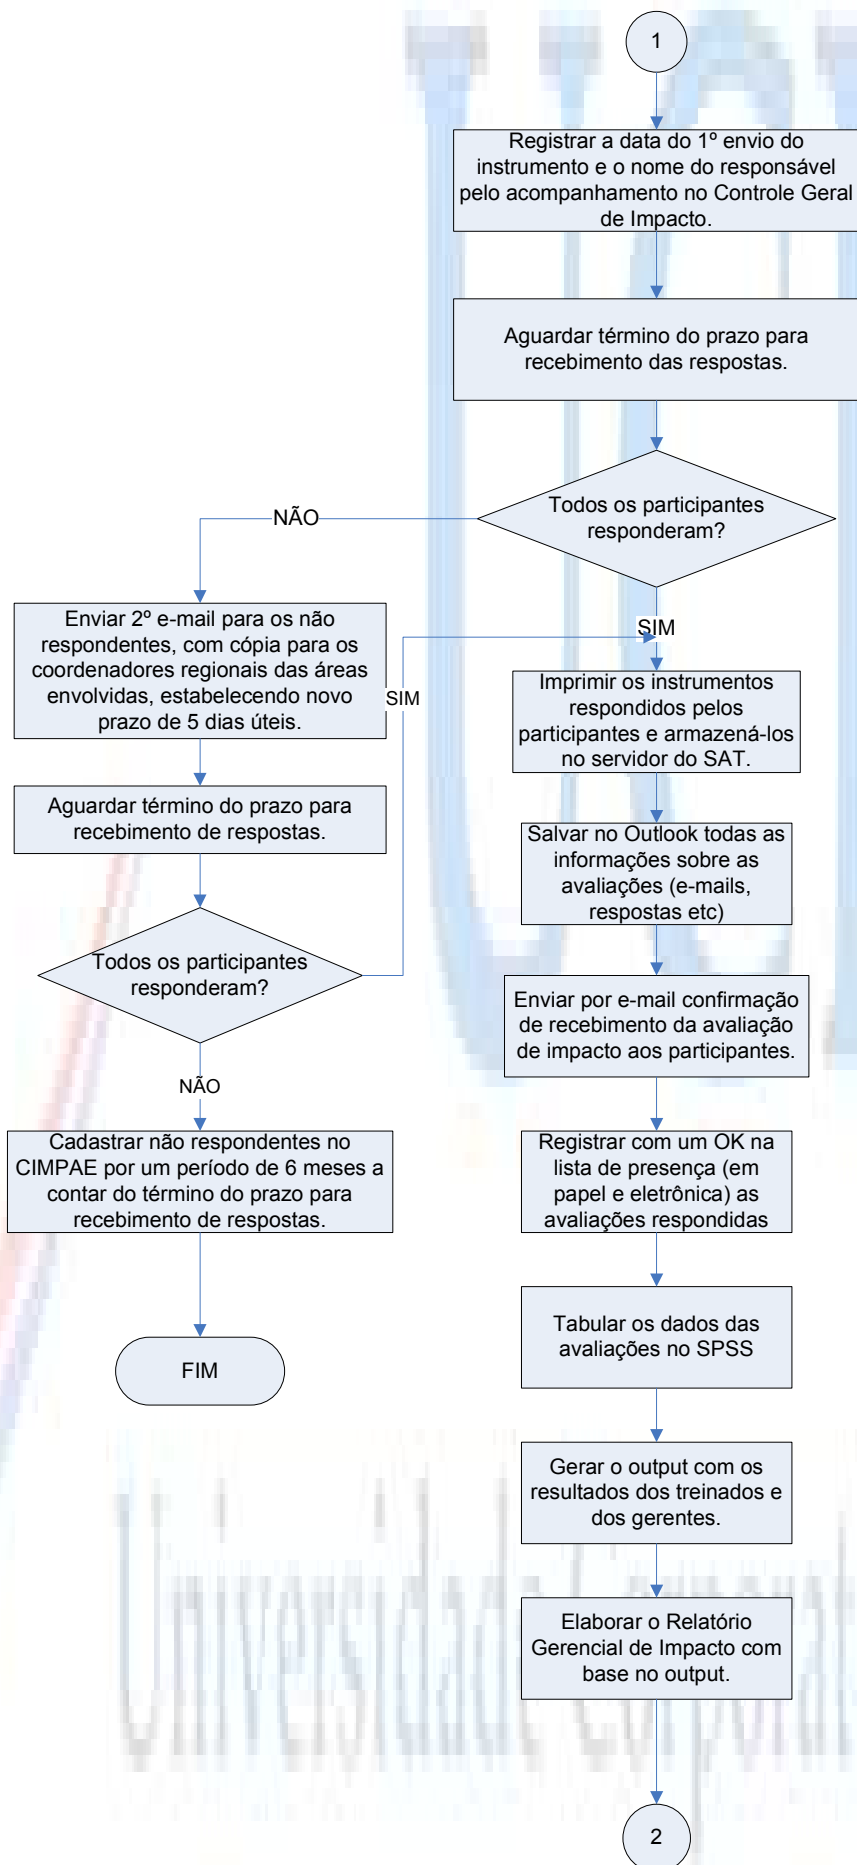 1
Registrar a data do 1º envio do
instrumento e o nome do responsável
pelo acompanhamento no Controle Geral
de Impacto.
Aguardar término do prazo para
recebimento das respostas.
Todos os participantes
responderam?
NÃO
SIM
Enviar 2º e-mail para os não
respondentes, com cópia para os
coordenadores regionais das áreas
envolvidas, estabelecendo novo
prazo de 5 dias úteis.
SIM
Aguardar término do prazo para
recebimento de respostas.
Todos os participantes
responderam?
NÃO
Cadastrar não respondentes no
CIMPAE por um período de 6 meses a
contar do término do prazo para
recebimento de respostas.
FIM
Imprimir os instrumentos
respondidos pelos
participantes e armazená-los
no servidor do SAT.
Salvar no Outlook todas as
informações sobre as
avaliações (e-mails,
respostas etc)
Enviar por e-mail confirmação
de recebimento da avaliação
de impacto aos participantes.
Registrar com um OK na
lista de presença (em
papel e eletrônica) as
avaliações respondidas
Tabular os dados das
avaliações no SPSS
Gerar o output com os
resultados dos treinados e
dos gerentes.
Elaborar o Relatório
Gerencial de Impacto com
base no output.
2
Universidade Corporat